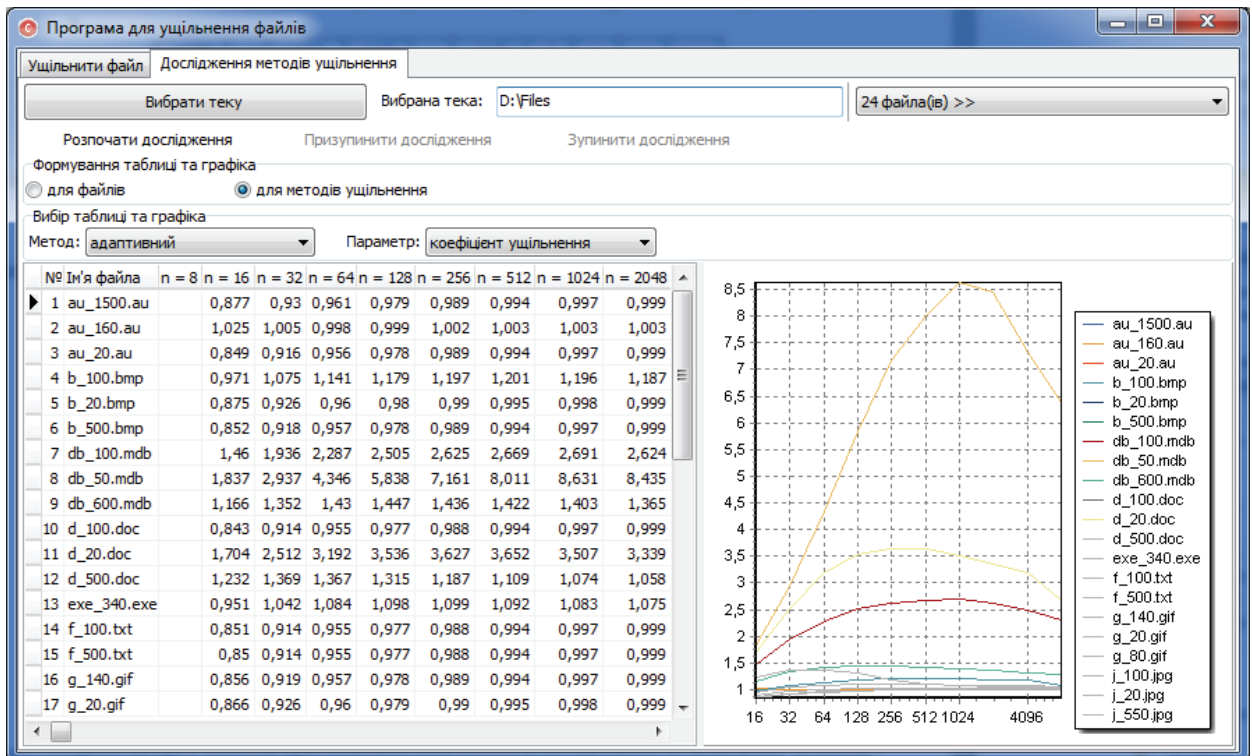 Програма для ущільнення файлів
Ущільнити файл Дослідження методів ущільнення
Вибрати теку Вибрана тека: D:\Files 24 файла(ів) >>
Розпочати дослідження Призупинити дослідження Зупинити дослідження
Формування таблиці та графіка
для файлів для методів ущільнення
Вибір таблиці та графіка
Метод: адаптивний Параметр: коефіцієнт ущільнення
№ Ім'я файла n = 8 n = 16 n = 32 n = 64 n = 128 n = 256 n = 512 n = 1024 n = 2048
1 au_1500.au 0,877 0,93 0,961 0,979 0,989 0,994 0,997 0,999
2 au_160.au 1,025 1,005 0,998 0,999 1,002 1,003 1,003 1,003
3 au_20.au 0,849 0,916 0,956 0,978 0,989 0,994 0,997 0,999
4 b_100.bmp 0,971 1,075 1,141 1,179 1,197 1,201 1,196 1,187
5 b_20.bmp 0,875 0,926 0,96 0,98 0,99 0,995 0,998 0,999
6 b_500.bmp 0,852 0,918 0,957 0,978 0,989 0,994 0,997 0,999
7 db_100.mdb 1,46 1,936 2,287 2,505 2,625 2,669 2,691 2,624
8 db_50.mdb 1,837 2,937 4,346 5,838 7,161 8,011 8,631 8,435
9 db_600.mdb 1,166 1,352 1,43 1,447 1,436 1,422 1,403 1,365
10 d_100.doc 0,843 0,914 0,955 0,977 0,988 0,994 0,997 0,999
11 d_20.doc 1,704 2,512 3,192 3,536 3,627 3,652 3,507 3,339
12 d_500.doc 1,232 1,369 1,367 1,315 1,187 1,109 1,074 1,058
13 exe_340.exe 0,951 1,042 1,084 1,098 1,099 1,092 1,083 1,075
14 f_100.txt 0,851 0,914 0,955 0,977 0,988 0,994 0,997 0,999
15 f_500.txt 0,85 0,914 0,955 0,977 0,988 0,994 0,997 0,999
16 g_140.gif 0,856 0,919 0,957 0,978 0,989 0,994 0,997 0,999
17 g_20.gif 0,866 0,926 0,96 0,979 0,99 0,995 0,998 0,999
8,5
8
7,5
7
6,5
6
5,5
5
4,5
4
3,5
3
2,5
2
1,5
1
16 32 64 128 256 512 1024 4096
au_1500.au
au_160.au
au_20.au
b_100.bmp
b_20.bmp
b_500.bmp
db_100.mdb
db_50.mdb
db_600.mdb
d_100.doc
d_20.doc
d_500.doc
exe_340.exe
f_100.txt
f_500.txt
g_140.gif
g_20.gif
g_80.gif
j_100.jpg
j_20.jpg
j_550.jpg